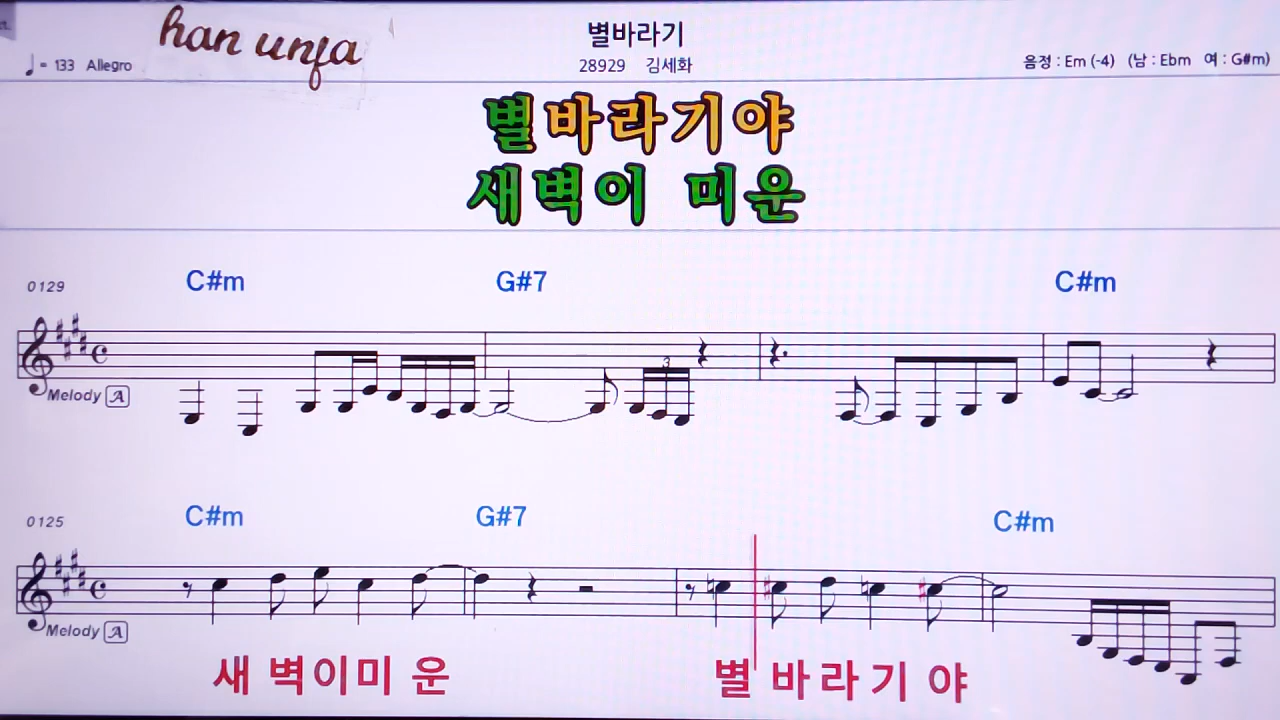 han unfa
별바라기
♩= 133 Allegro
28929 김세화
음정 : Em (-4) (남 : Ebm 여 : G#m)
별바라기야
새벽이 미운
0129 C#m G#7 C#m
Melody A
3
0125 C#m G#7 C#m
Melody A
새 벽이미 운 별 바 라 기 야